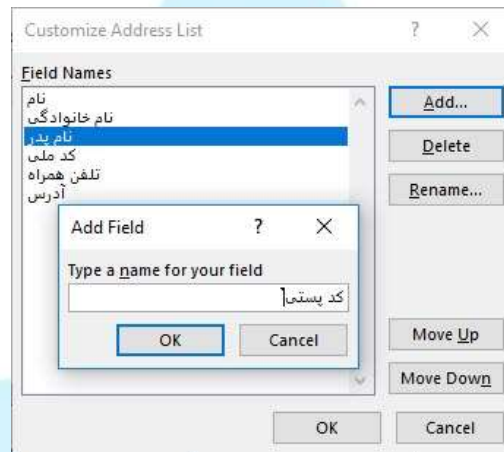 Customize Address List
Field Names
نام
نام خانوادگی
نام پدر
کد ملی
تلفن همراه
آدرس
Add...
Delete
Rename...
Add Field
Type a name for your field
کد پستی
OK
Cancel
Move Up
Move Down
OK
Cancel